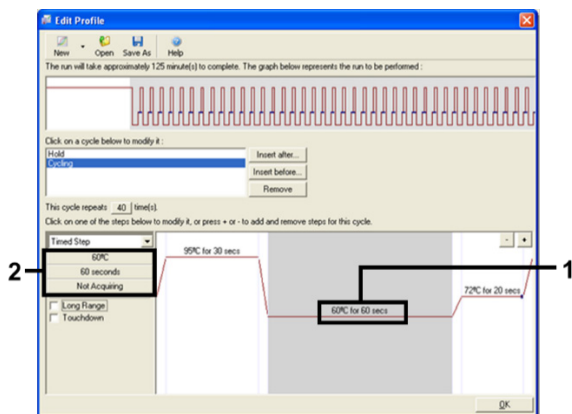 Edit Profile
New Open Save As Help
The run will take approximately 125 minute(s) to complete. The graph below represents the run to be performed :
Click on a cycle below to modify it :
Hold
Cycling
Insert after...
Insert before...
Remove
This cycle repeats 40 time(s).
Click on one of the steps below to modify it, or press + or - to add and remove steps for this cycle.
Timed Step
- +
60ºC
60 seconds
Not Acquiring
Long Range
Touchdown
95ºC for 30 secs
60ºC for 60 secs
72ºC for 20 secs
2
1
OK